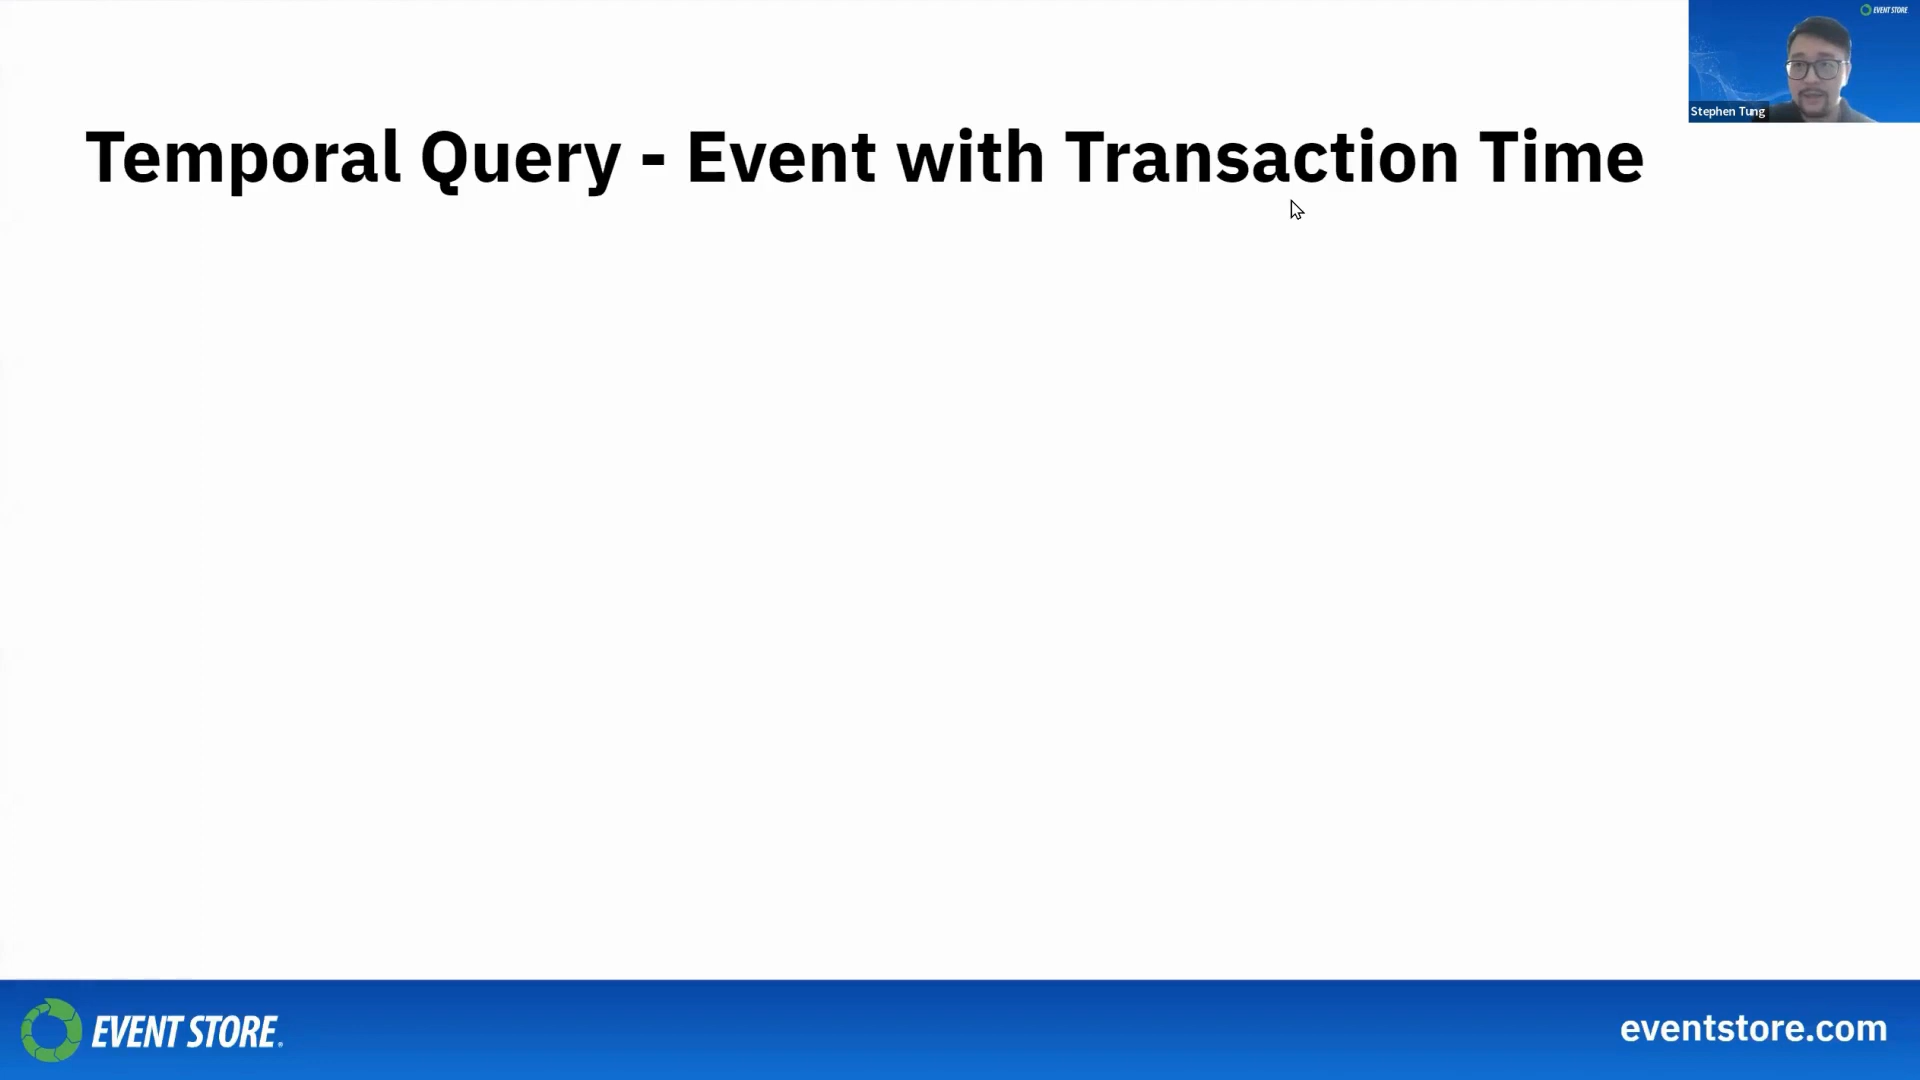 EVENT STORE
Stephen Tung
Temporal Query - Event with Transaction Time
EVENT STORE®
eventstore.com